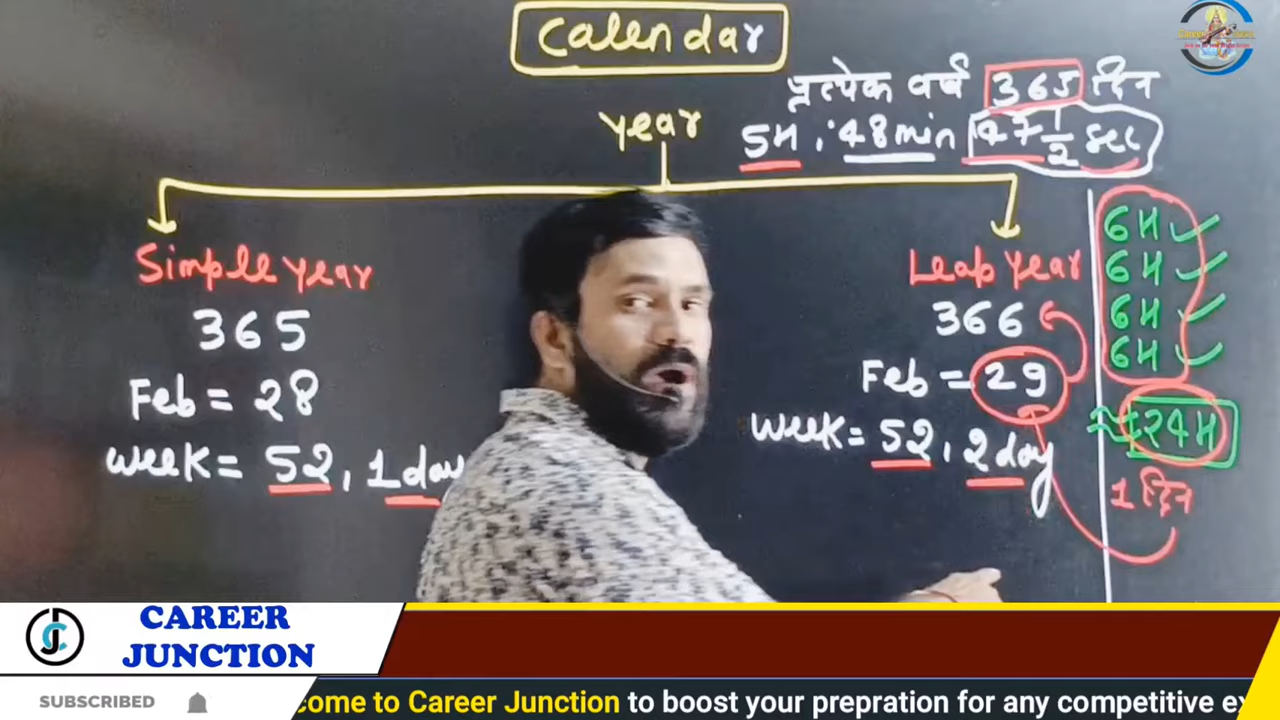 Calendar
प्रत्येक वर्ष 365 दिन
year
5H : 48min 47 1/2 sec
Simple year
Leap year
365
366
Feb = 28
Feb = 29
week = 52, 1 day
week = 52, 2 day
6H ✓
6H ✓
6H ✓
6H ✓
≈ 24H
1 दिन
CAREER
JUNCTION
SUBSCRIBED
come to Career Junction to boost your prepration for any competitive ex